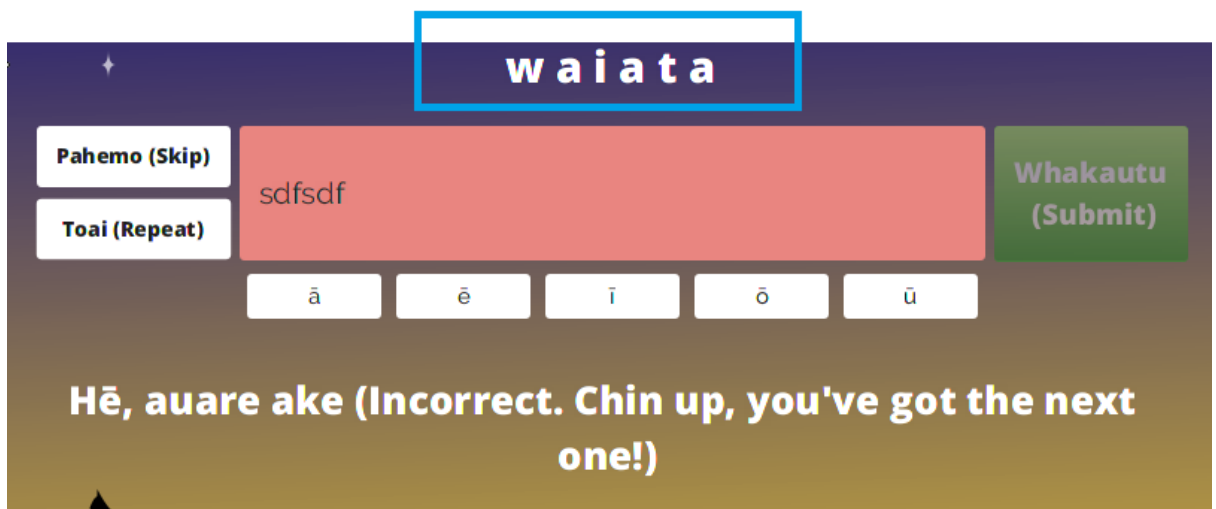 w a i a t a
Pahemo (Skip)
Toai (Repeat)
sdfsdf
Whakautu
(Submit)
ā ē ī ō ū
Hē, auare ake (Incorrect. Chin up, you've got the next
one!)